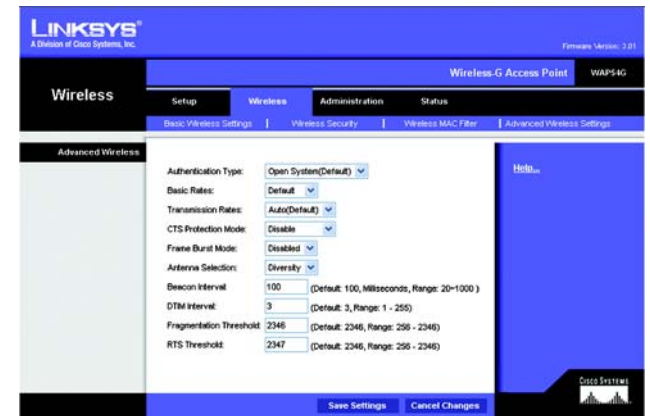 LINKSYS®
A Division of Cisco Systems, Inc.
Firmware Version: 3.01
Wireless-G Access Point WAP54G
Wireless
Setup Wireless Administration Status
Basic Wireless Settings | Wireless Security | Wireless MAC Filter | Advanced Wireless Settings
Advanced Wireless
Help...
Authentication Type: Open System(Default)
Basic Rates: Default
Transmission Rates: Auto(Default)
CTS Protection Mode: Disable
Frame Burst Mode: Disabled
Antenna Selection: Diversity
Beacon Interval: 100 (Default: 100, Milliseconds, Range: 20~1000 )
DTIM Interval: 3 (Default: 3, Range: 1 - 255)
Fragmentation Threshold: 2346 (Default: 2346, Range: 256 - 2346)
RTS Threshold: 2347 (Default: 2346, Range: 256 - 2346)
Save Settings Cancel Changes
CISCO SYSTEMS